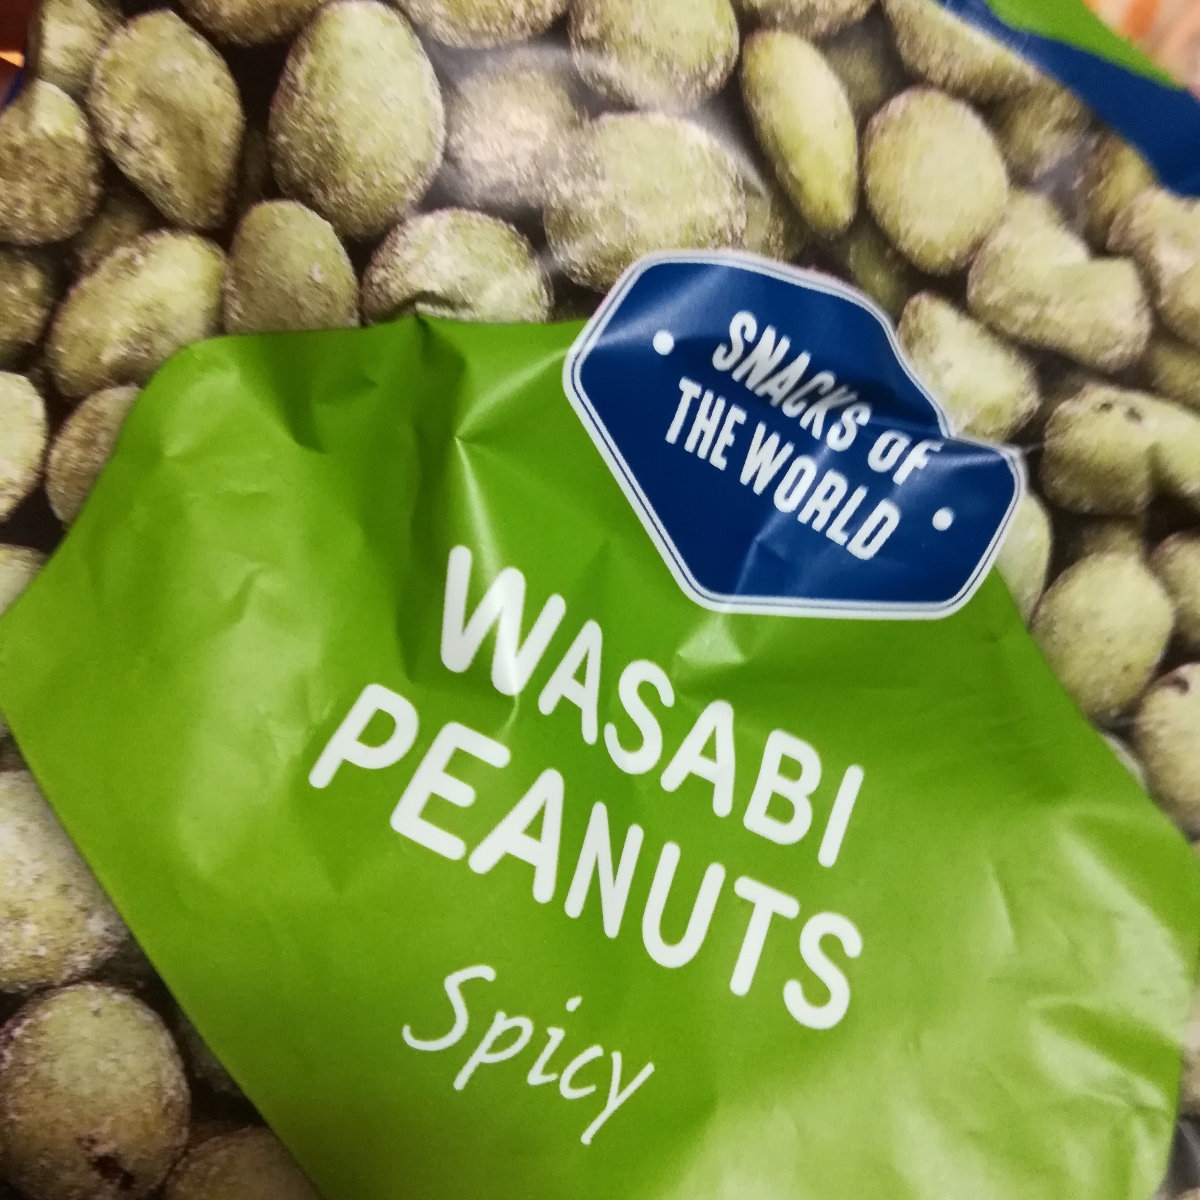 SNACKS OF
THE WORLD
WASABI
PEANUTS
Spicy